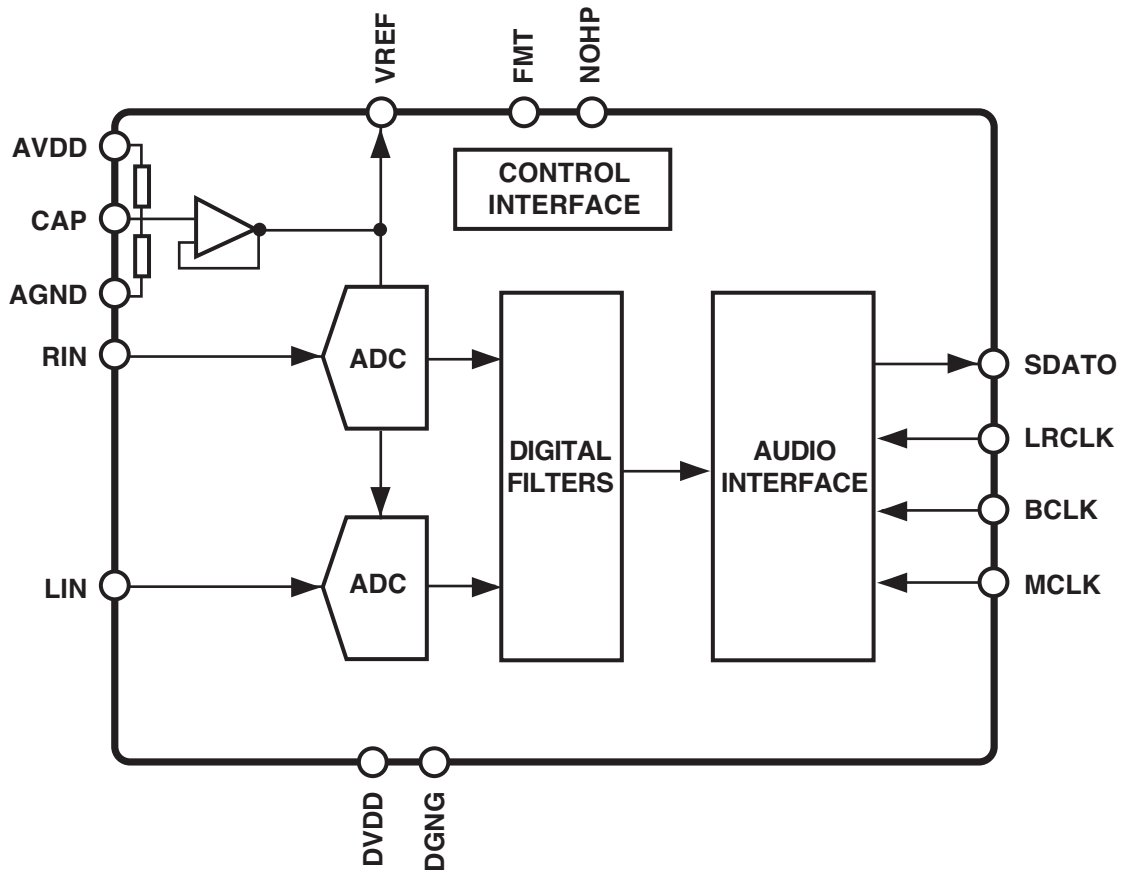 VREF
FMT
NOHP
AVDD
CAP
AGND
RIN
LIN
CONTROL
INTERFACE
ADC
ADC
DIGITAL
FILTERS
AUDIO
INTERFACE
SDATO
LRCLK
BCLK
MCLK
DVDD
DGNG